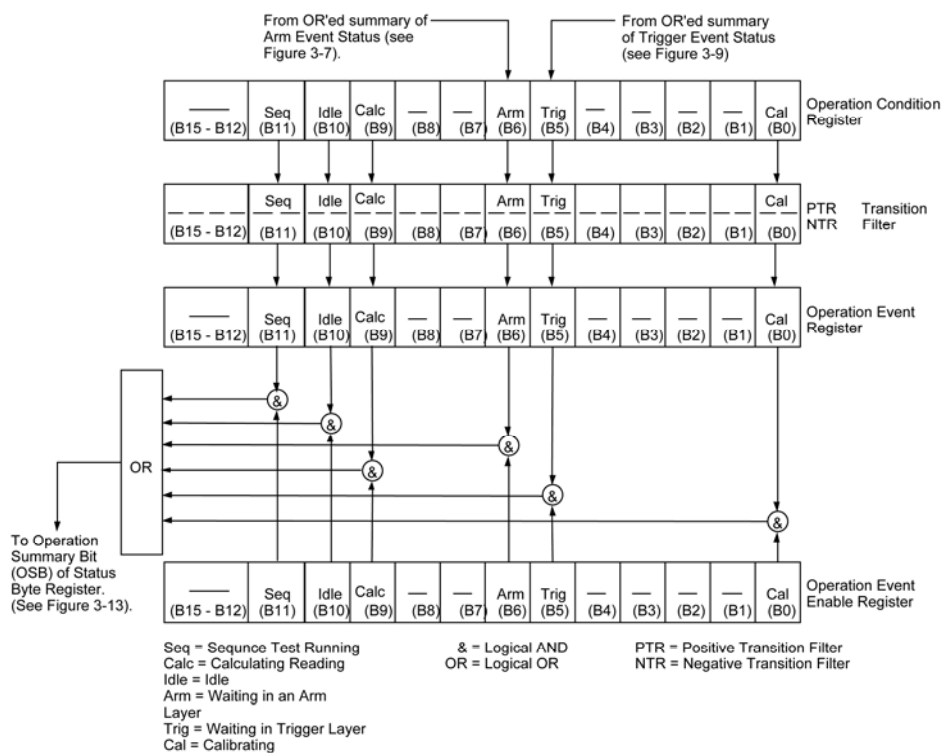 From OR'ed summary of
Arm Event Status (see
Figure 3-7).
From OR'ed summary
of Trigger Event Status
(see Figure 3-9)
Seq Idle Calc Arm Trig Cal
(B15 - B12) (B11) (B10) (B9) (B8) (B7) (B6) (B5) (B4) (B3) (B2) (B1) (B0)
Operation Condition
Register
Seq Idle Calc Arm Trig Cal
(B15 - B12) (B11) (B10) (B9) (B8) (B7) (B6) (B5) (B4) (B3) (B2) (B1) (B0)
PTR Transition
NTR Filter
Seq Idle Calc Arm Trig Cal
(B15 - B12) (B11) (B10) (B9) (B8) (B7) (B6) (B5) (B4) (B3) (B2) (B1) (B0)
Operation Event
Register
&
&
&
&
&
&
OR
To Operation
Summary Bit
(OSB) of Status
Byte Register.
(See Figure 3-13).
Seq Idle Calc Arm Trig Cal
(B15 - B12) (B11) (B10) (B9) (B8) (B7) (B6) (B5) (B4) (B3) (B2) (B1) (B0)
Operation Event
Enable Register
Seq = Sequnce Test Running
Calc = Calculating Reading
Idle = Idle
Arm = Waiting in an Arm
Layer
Trig = Waiting in Trigger Layer
Cal = Calibrating
& = Logical AND
OR = Logical OR
PTR = Positive Transition Filter
NTR = Negative Transition Filter